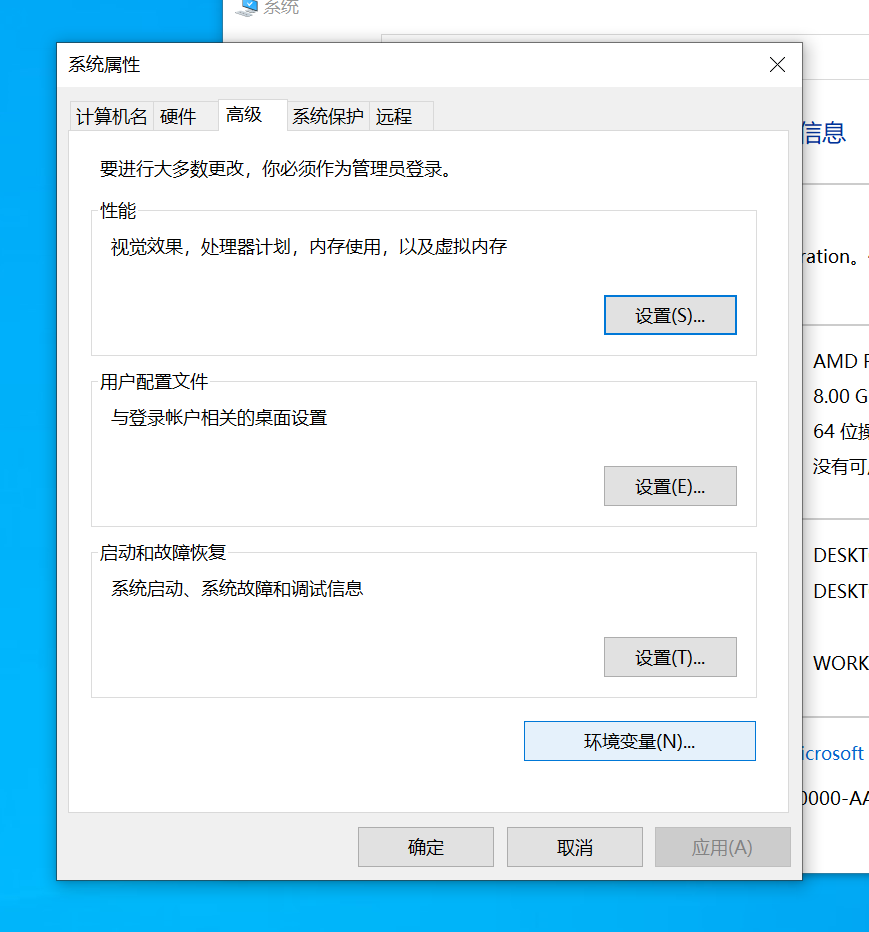 系统
系统属性
计算机名 硬件 高级 系统保护 远程
信息
要进行大多数更改，你必须作为管理员登录。
性能
视觉效果，处理器计划，内存使用，以及虚拟内存
ration。
设置(S)...
AMD
用户配置文件
8.00 G
与登录帐户相关的桌面设置
64 位操
没有可
设置(E)...
启动和故障恢复
DESKT
系统启动、系统故障和调试信息
DESKT
设置(T)...
WORK
环境变量(N)...
icrosoft
0000-AA
确定 取消 应用(A)